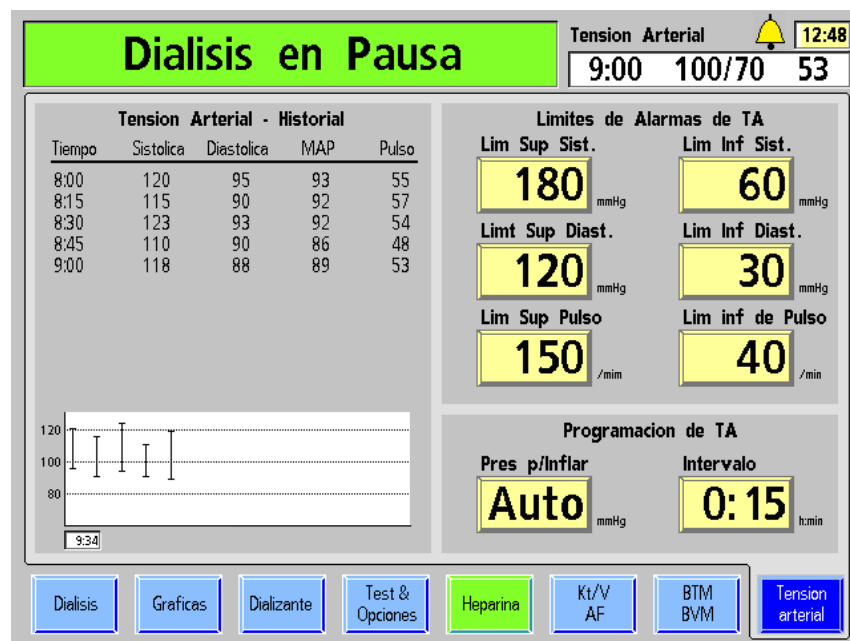 Dialisis en Pausa
Tension Arterial
12:48
9:00 100/70 53
Tension Arterial - Historial
Tiempo Sistolica Diastolica MAP Pulso
8:00 120 95 93 55
8:15 115 90 92 57
8:30 123 93 92 54
8:45 110 90 86 48
9:00 118 88 89 53
120
100
80
9:34
Limites de Alarmas de TA
Lim Sup Sist. Lim Inf Sist.
180 mmHg 60 mmHg
Limt Sup Diast. Lim Inf Diast.
120 mmHg 30 mmHg
Lim Sup Pulso Lim inf de Pulso
150 /mim 40 /min
Programacion de TA
Pres p/Inflar Intervalo
Auto mmHg 0:15 h:min
Dialisis
Graficas
Dializante
Test &
Opciones
Heparina
Kt/V
AF
BTM
BVM
Tension
arterial